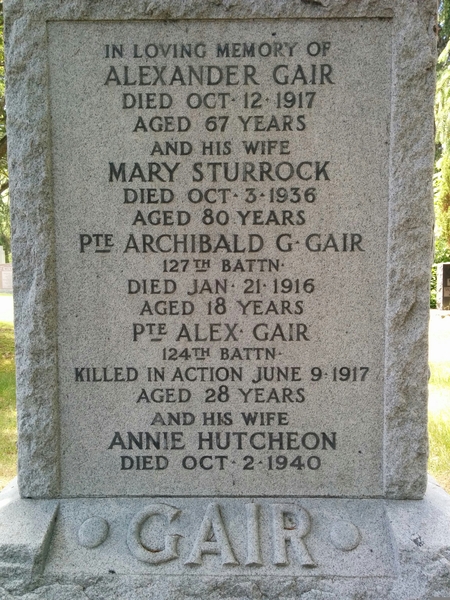 IN LOVING MEMORY OF
ALEXANDER GAIR
DIED OCT· 12· 1917
AGED 67 YEARS
AND HIS WIFE
MARY STURROCK
DIED OCT· 3· 1936
AGED 80 YEARS
PTE ARCHIBALD G· GAIR
127TH BATTN·
DIED JAN· 21· 1916
AGED 18 YEARS
PTE ALEX· GAIR
124TH BATTN·
KILLED IN ACTION JUNE 9· 1917
AGED 28 YEARS
AND HIS WIFE
ANNIE HUTCHEON
DIED OCT· 2· 1940
GAIR